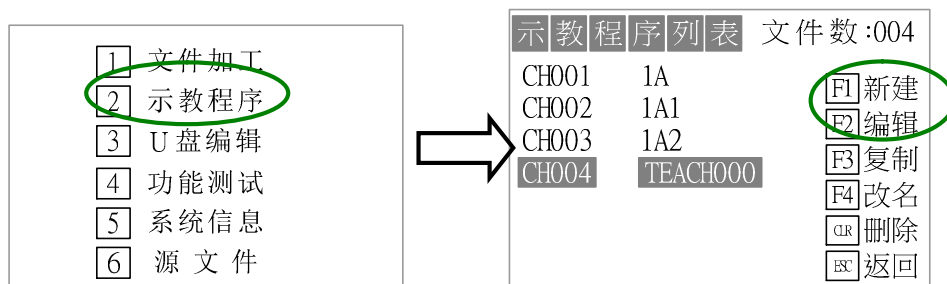 1 文件加工
2 示教程序
3 U盘编辑
4 功能测试
5 系统信息
6 源文件
示教程序列表 文件数:004
CH001 1A
CH002 1A1
CH003 1A2
CH004 TEACH000
F1 新建
F2 编辑
F3 复制
F4 改名
CLR 删除
ESC 返回